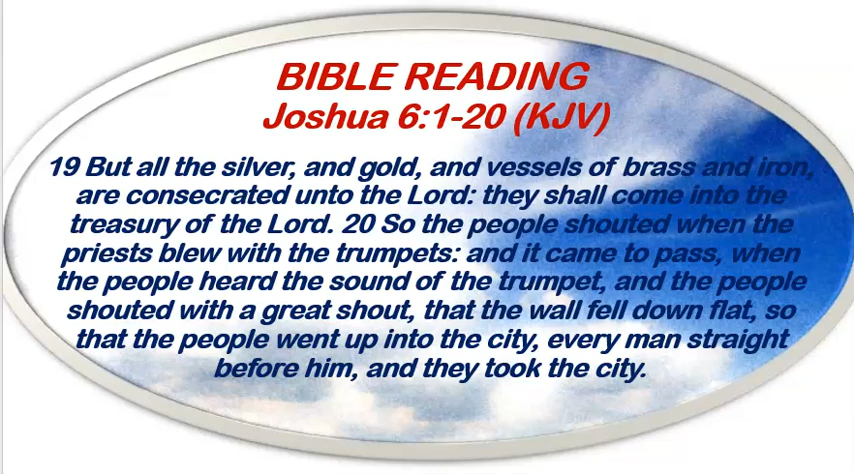 BIBLE READING
Joshua 6:1-20 (KJV)
19 But all the silver, and gold, and vessels of brass and iron,
are consecrated unto the Lord: they shall come into the
treasury of the Lord. 20 So the people shouted when the
priests blew with the trumpets: and it came to pass, when
the people heard the sound of the trumpet, and the people
shouted with a great shout, that the wall fell down flat, so
that the people went up into the city, every man straight
before him, and they took the city.